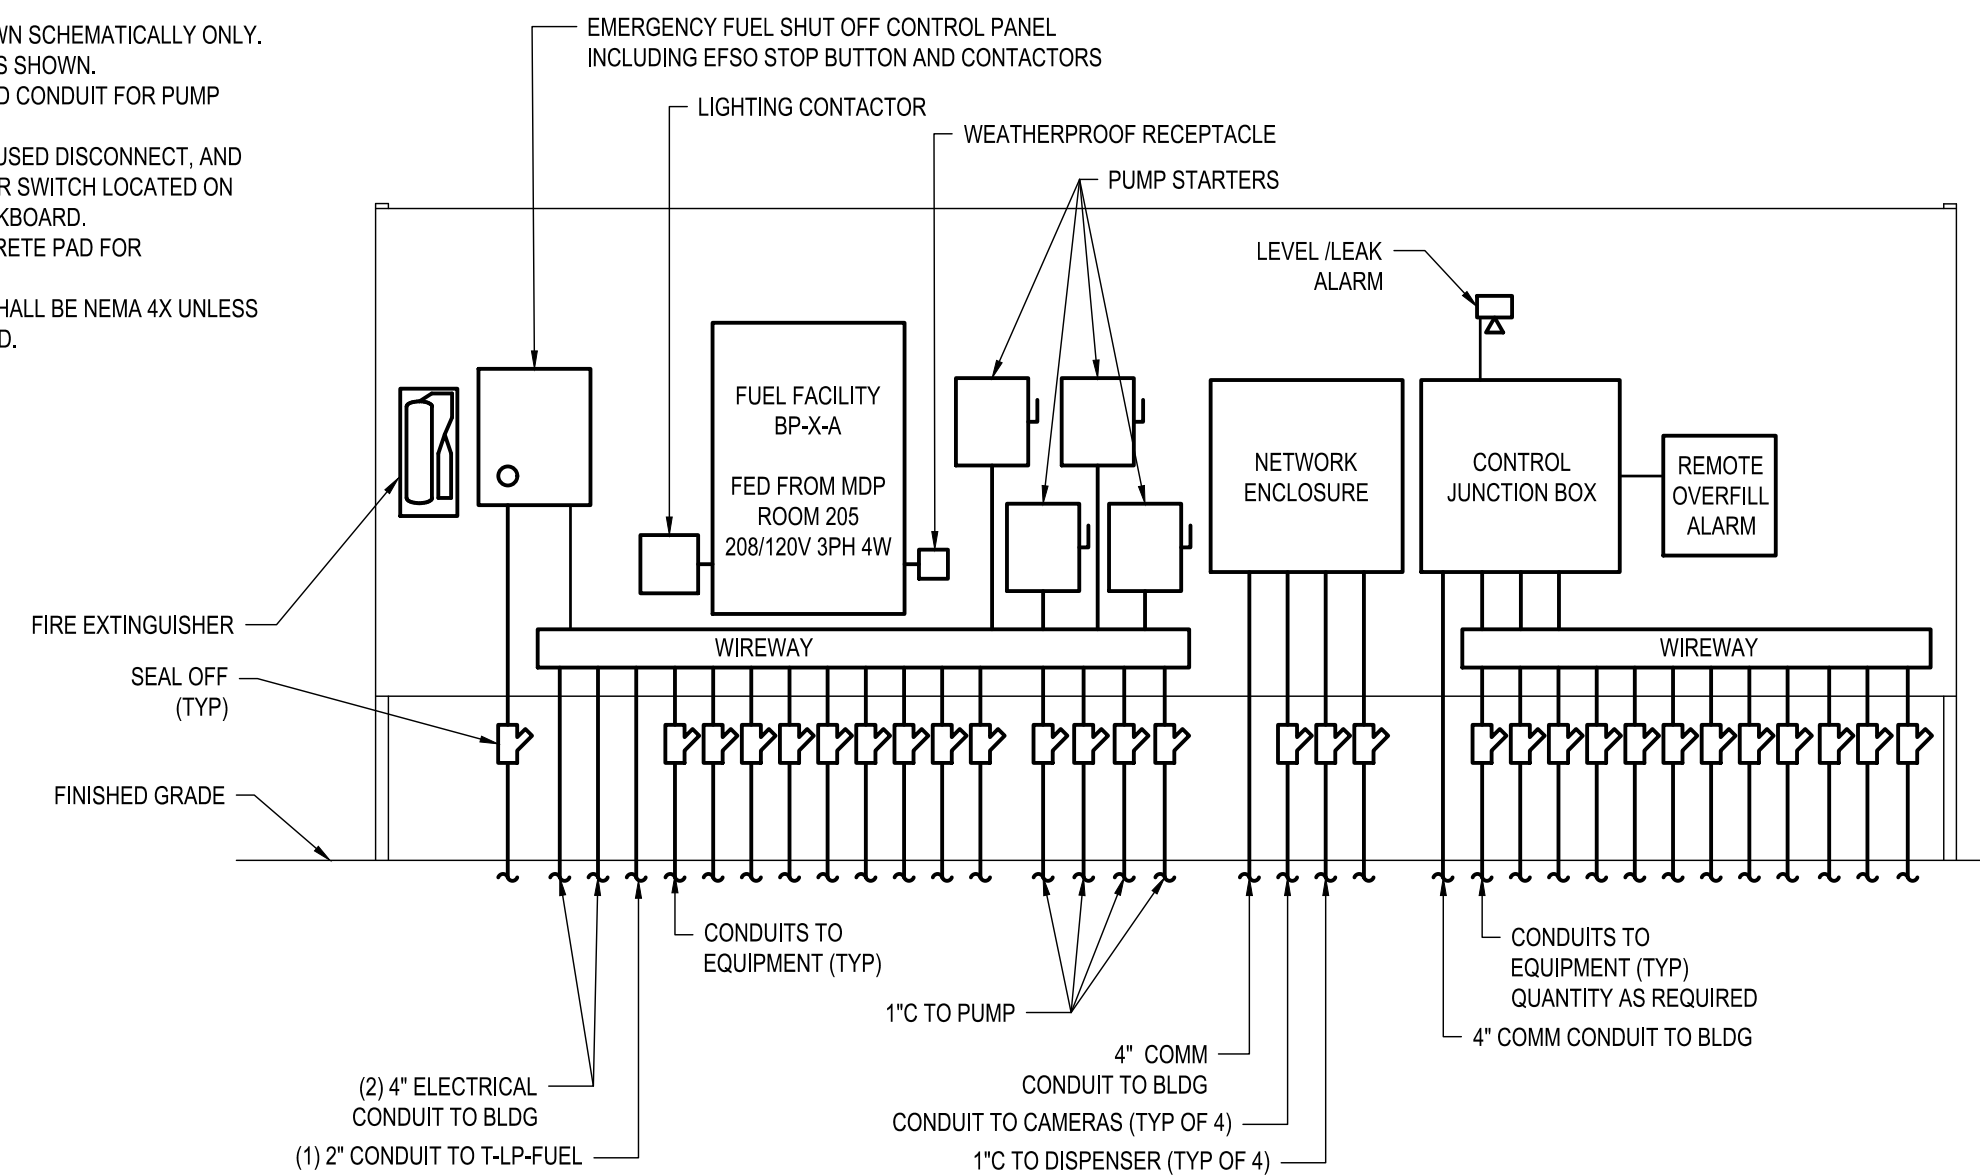 SCHEMATICALLY ONLY.
SHOWN.
CONDUIT FOR PUMP
DISCONNECT, AND
SWITCH LOCATED ON
PAD FOR
BE NEMA 4X UNLESS
EMERGENCY FUEL SHUT OFF CONTROL PANEL
INCLUDING EFSO STOP BUTTON AND CONTACTORS
LIGHTING CONTACTOR
WEATHERPROOF RECEPTACLE
PUMP STARTERS
LEVEL /LEAK
ALARM
FUEL FACILITY
BP-X-A
FED FROM MDP
ROOM 205
208/120V 3PH 4W
NETWORK
ENCLOSURE
CONTROL
JUNCTION BOX
REMOTE
OVERFILL
ALARM
FIRE EXTINGUISHER
WIREWAY
WIREWAY
SEAL OFF
(TYP)
FINISHED GRADE
CONDUITS TO
EQUIPMENT (TYP)
1"C TO PUMP
CONDUITS TO
EQUIPMENT (TYP)
QUANTITY AS REQUIRED
4" COMM CONDUIT TO BLDG
4" COMM
CONDUIT TO BLDG
(2) 4" ELECTRICAL
CONDUIT TO BLDG
CONDUIT TO CAMERAS (TYP OF 4)
(1) 2" CONDUIT TO T-LP-FUEL
1"C TO DISPENSER (TYP OF 4)